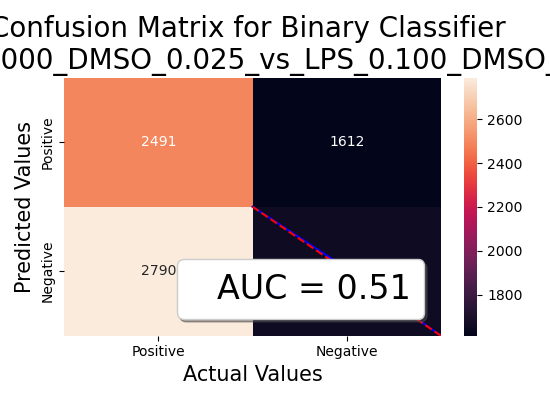 Confusion Matrix for Binary Classifier
000_DMSO_0.025_vs_LPS_0.100_DMSO_
Predicted Values
Positive
Negative
2491
1612
2790
AUC = 0.51
Positive
Negative
Actual Values
2600
2400
2200
2000
1800